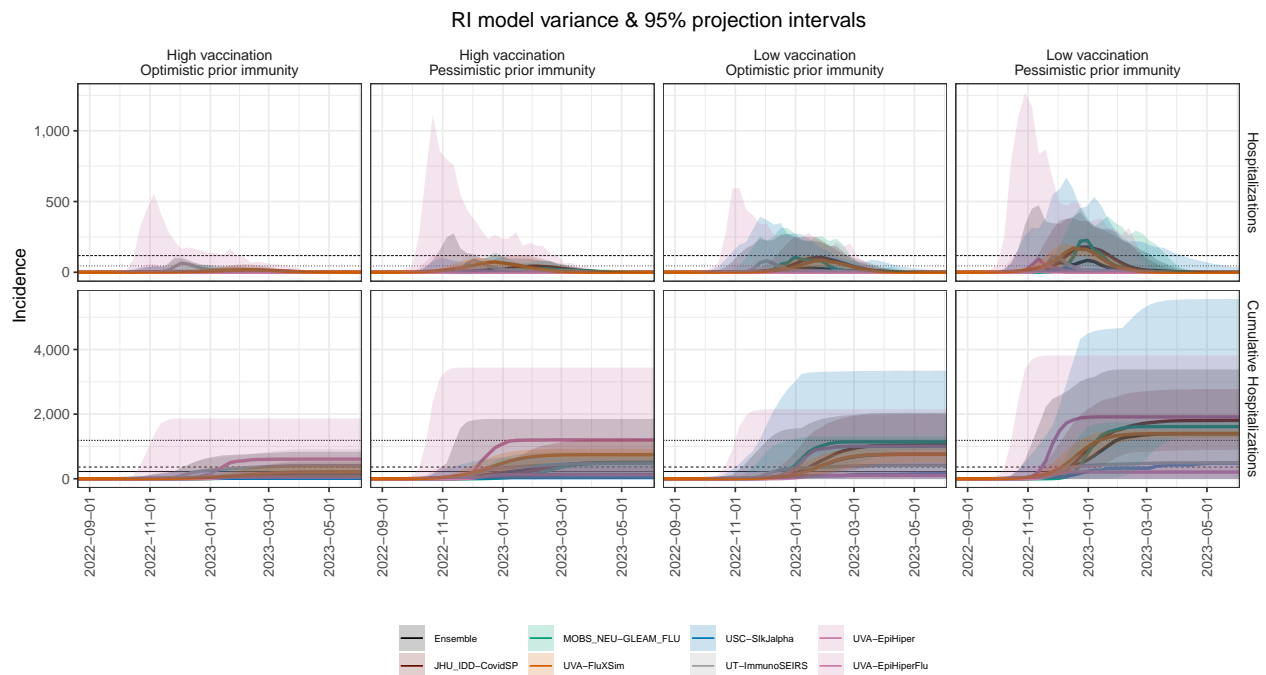 RI model variance & 95% projection intervals
High vaccination
Optimistic prior immunity
High vaccination
Pessimistic prior immunity
Low vaccination
Optimistic prior immunity
Low vaccination
Pessimistic prior immunity
Incidence
1,000
500
0
Hospitalizations
4,000
2,000
0
Cumulative Hospitalizations
2022−09−01
2022−11−01
2023−01−01
2023−03−01
2023−05−01
2022−09−01
2022−11−01
2023−01−01
2023−03−01
2023−05−01
2022−09−01
2022−11−01
2023−01−01
2023−03−01
2023−05−01
2022−09−01
2022−11−01
2023−01−01
2023−03−01
2023−05−01
Ensemble
MOBS_NEU−GLEAM_FLU
USC−SIkJalpha
UVA−EpiHiper
JHU_IDD−CovidSP
UVA−FluXSim
UT−ImmunoSEIRS
UVA−EpiHiperFlu